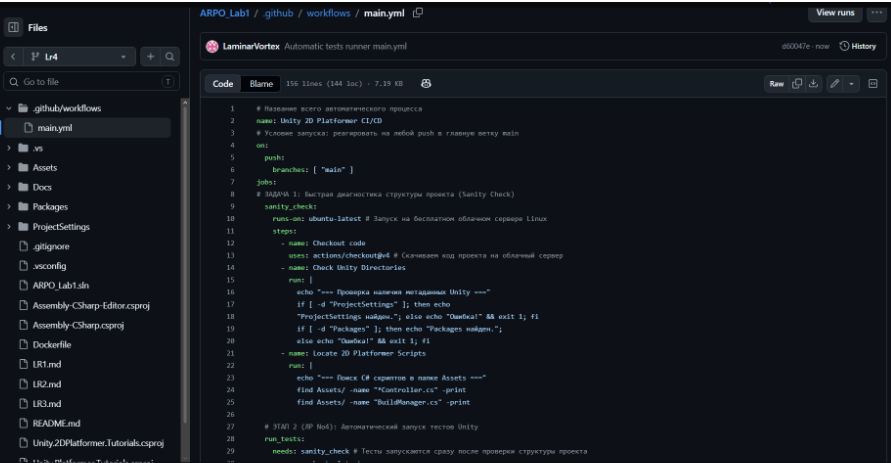 ARPO_Lab1 / .github / workflows / main.yml
View runs
Files
Lr4
Go to file
T
.github/workflows
main.yml
.vs
Assets
Docs
Packages
ProjectSettings
.gitignore
.vsconfig
ARPO_Lab1.sln
Assembly-CSharp-Editor.csproj
Assembly-CSharp.csproj
Dockerfile
LR1.md
LR2.md
LR3.md
README.md
Unity.2DPlatformer.Tutorials.csproj
LaminarVortex Automatic tests runner main.yml
d60047e · now
History
Code Blame 156 lines (144 loc) · 7.19 KB
Raw
1 # Название всего автоматического процесса
2 name: Unity 2D Platformer CI/CD
3 # Условие запуска: реагировать на любой push в главную ветку main
4 on:
5 push:
6 branches: [ "main" ]
7 jobs:
8 # ЗАДАЧА 1: Быстрая диагностика структуры проекта (Sanity Check)
9 sanity_check:
10 runs-on: ubuntu-latest # Запуск на бесплатном облачном сервере Linux
11 steps:
12 - name: Checkout code
13 uses: actions/checkout@v4 # Скачиваем код проекта на облачный сервер
14 - name: Check Unity Directories
15 run: |
16 echo "=== Проверка наличия метаданных Unity ==="
17 if [ -d "ProjectSettings" ]; then echo
18 "ProjectSettings найден."; else echo "Ошибка!" && exit 1; fi
19 if [ -d "Packages" ]; then echo "Packages найден.";
20 else echo "Ошибка!" && exit 1; fi
21 - name: Locate 2D Platformer Scripts
22 run: |
23 echo "=== Поиск C# скриптов в папке Assets ==="
24 find Assets/ -name "*Controller.cs" -print
25 find Assets/ -name "BuildManager.cs" -print
26
27 # ЭТАП 2 (ЛР №4): Автоматический запуск тестов Unity
28 run_tests:
29 needs: sanity_check # Тесты запускаются сразу после проверки структуры проекта